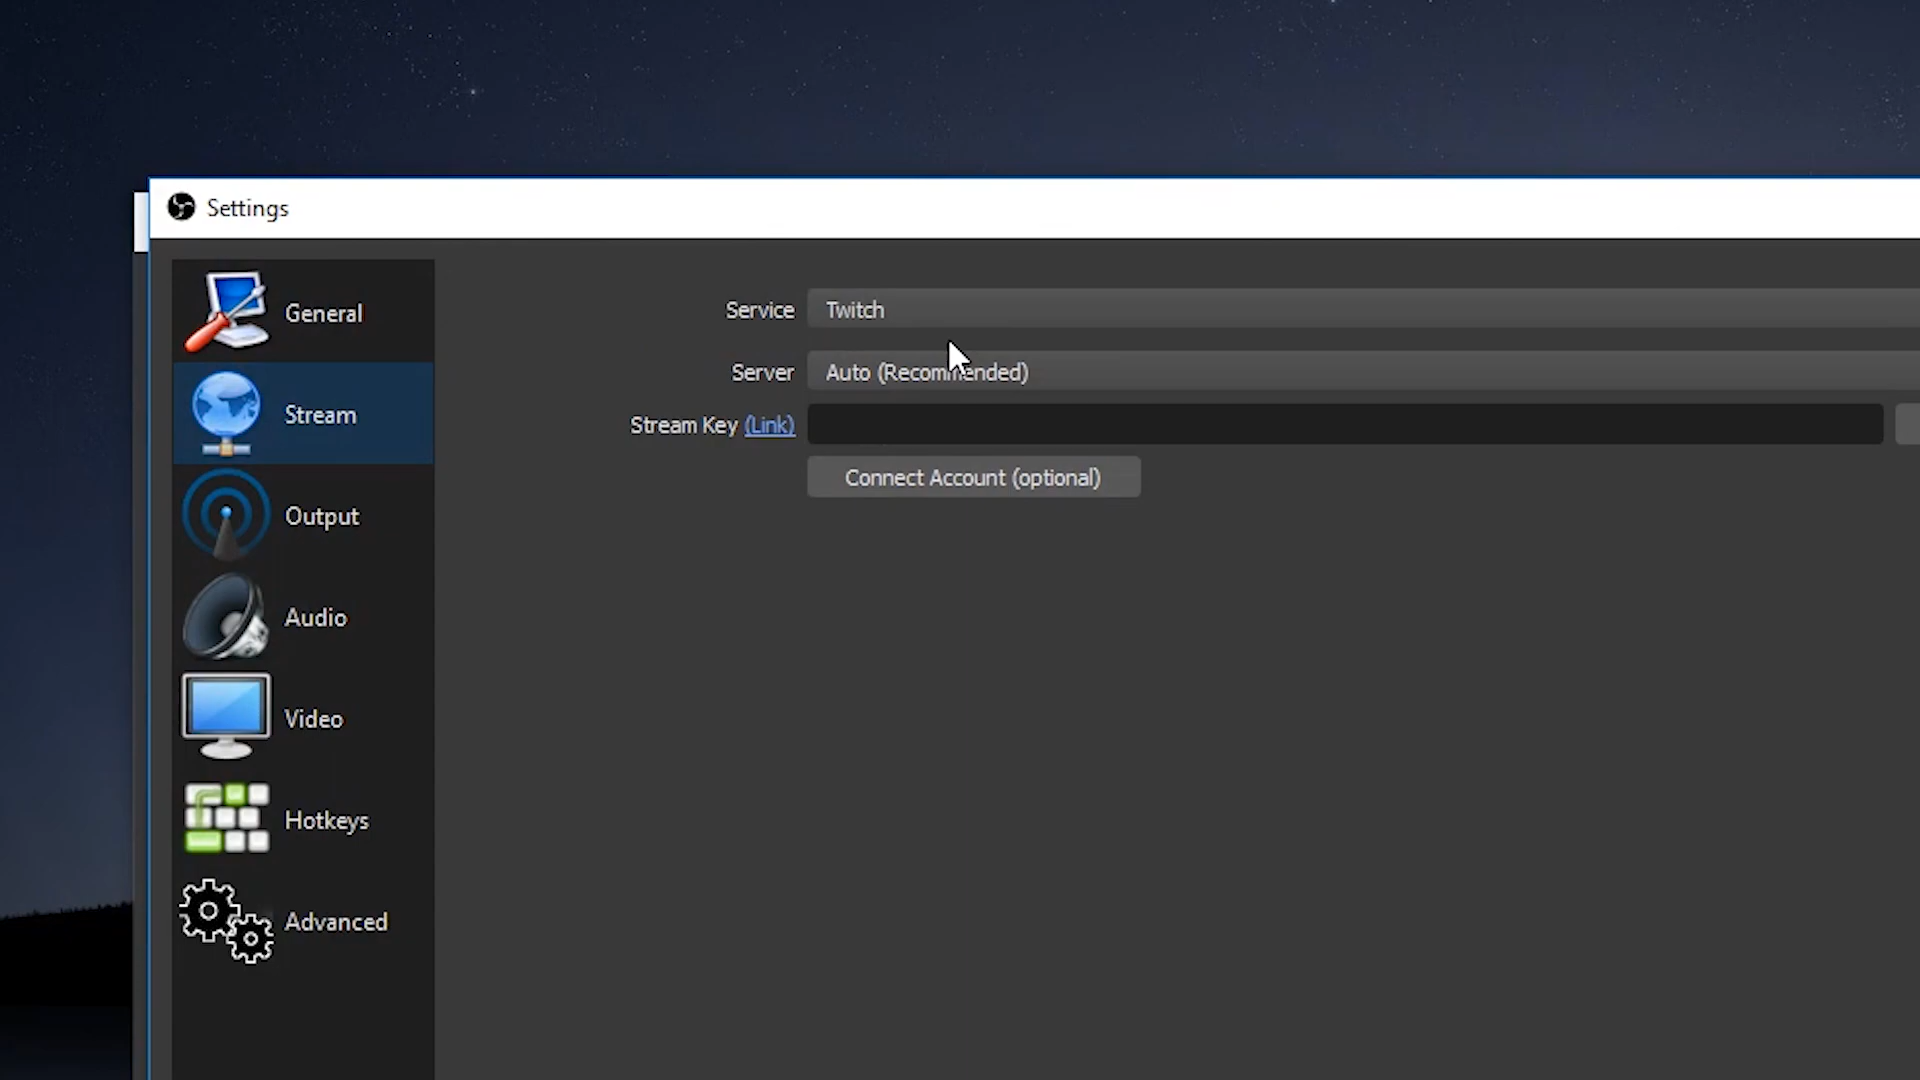 Settings
General
Stream
Output
Audio
Video
Hotkeys
Advanced
Service Twitch
Server Auto (Recommended)
Stream Key (Link)
Connect Account (optional)